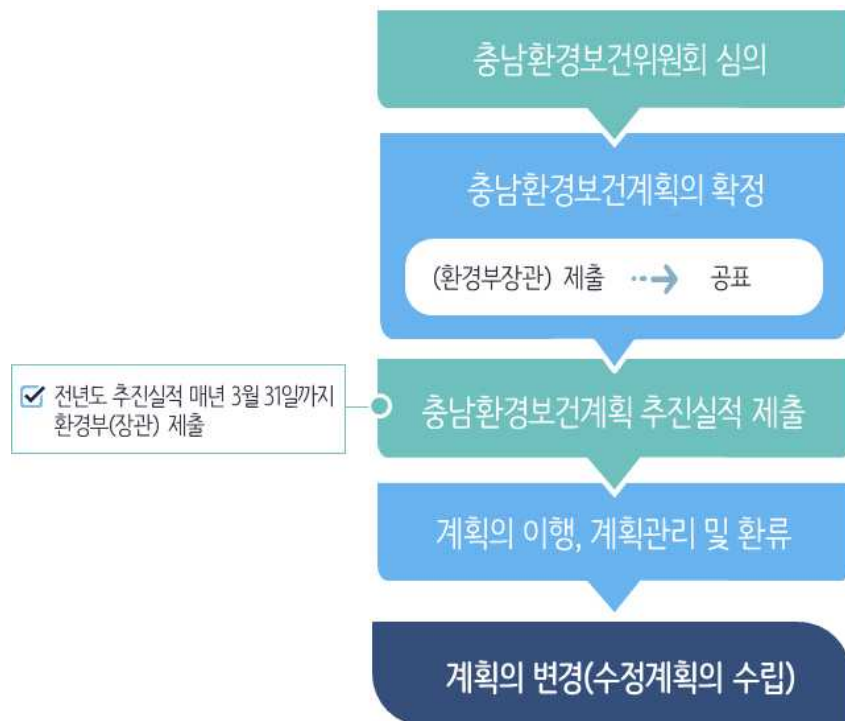 충남환경보건위원회 심의
충남환경보건계획의 확정
(환경부장관) 제출 ··→ 공표
전년도 추진실적 매년 3월 31일까지
환경부(장관) 제출
충남환경보건계획 추진실적 제출
계획의 이행, 계획관리 및 환류
계획의 변경(수정계획의 수립)